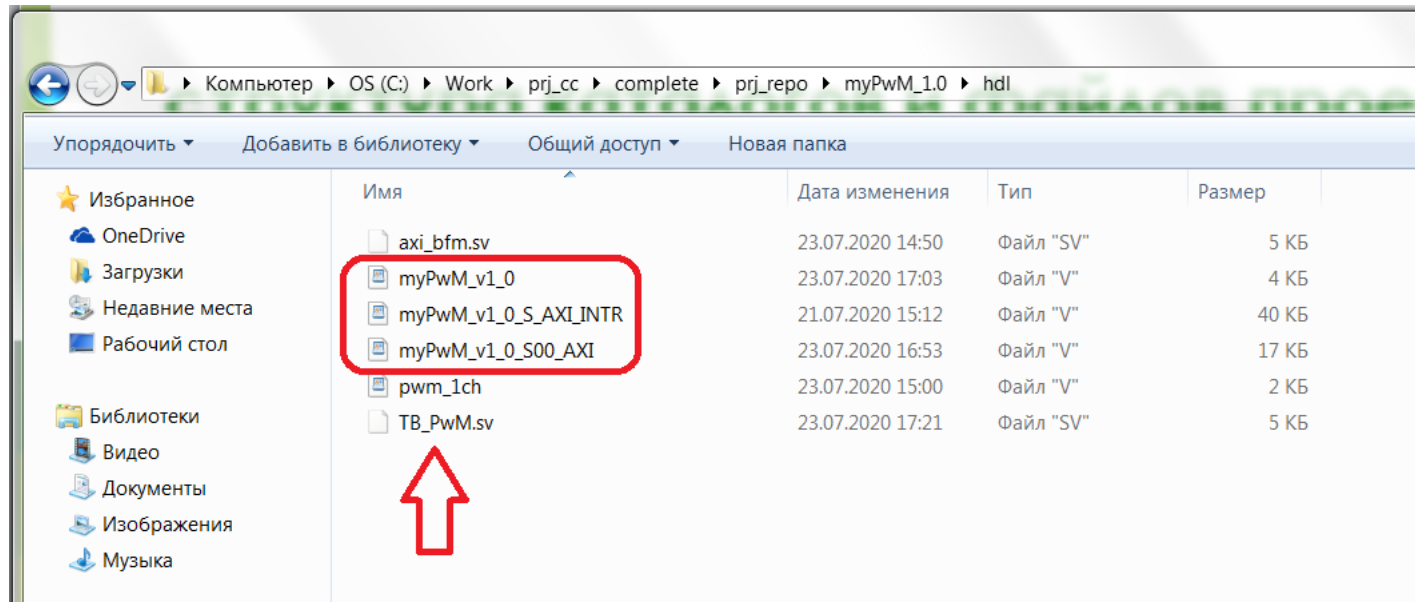 Компьютер OS (C:) Work prj_cc complete prj_repo myPwM_1.0 hdl
Упорядочить Добавить в библиотеку Общий доступ Новая папка
Избранное
OneDrive
Загрузки
Недавние места
Рабочий стол
Библиотеки
Видео
Документы
Изображения
Музыка
Имя Дата изменения Тип Размер
axi_bfm.sv 23.07.2020 14:50 Файл "SV" 5 КБ
myPwM_v1_0 23.07.2020 17:03 Файл "V" 4 КБ
myPwM_v1_0_S_AXI_INTR 21.07.2020 15:12 Файл "V" 40 КБ
myPwM_v1_0_S00_AXI 23.07.2020 16:53 Файл "V" 17 КБ
pwm_1ch 23.07.2020 15:00 Файл "V" 2 КБ
TB_PwM.sv 23.07.2020 17:21 Файл "SV" 5 КБ